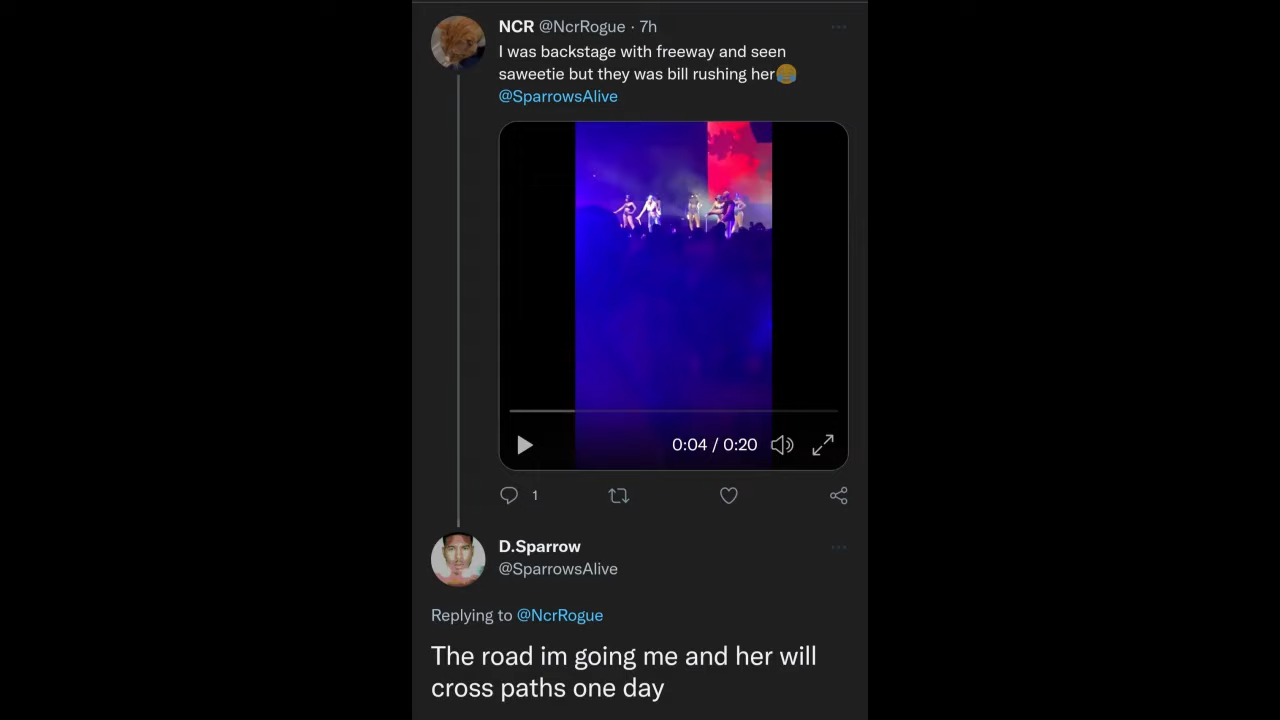 NCR @NcrRogue · 7h
I was backstage with freeway and seen
saweetie but they was bill rushing her😂
@SparrowsAlive
0:04 / 0:20
1
D.Sparrow
@SparrowsAlive
Replying to @NcrRogue
The road im going me and her will
cross paths one day